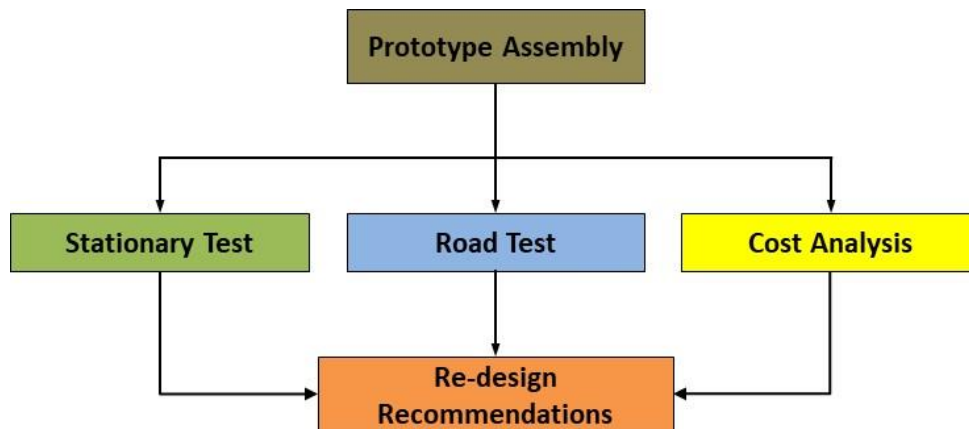 Prototype Assembly
Stationary Test
Road Test
Cost Analysis
Re-design
Recommendations